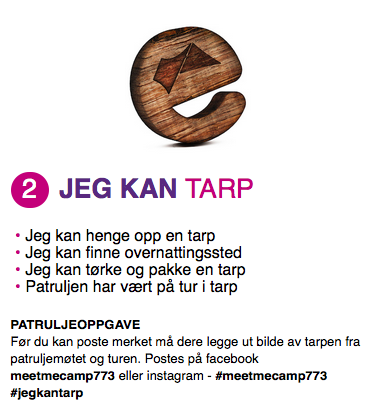 2 JEG KAN TARP
• Jeg kan henge opp en tarp
• Jeg kan finne overnattingssted
• Jeg kan tørke og pakke en tarp
• Patruljen har vært på tur i tarp
PATRULJEOPPGAVE
Før du kan poste merket må dere legge ut bilde av tarpen fra
patruljemøtet og turen. Postes på facebook
meetmecamp773 eller instagram - #meetmecamp773
#jegkantarp